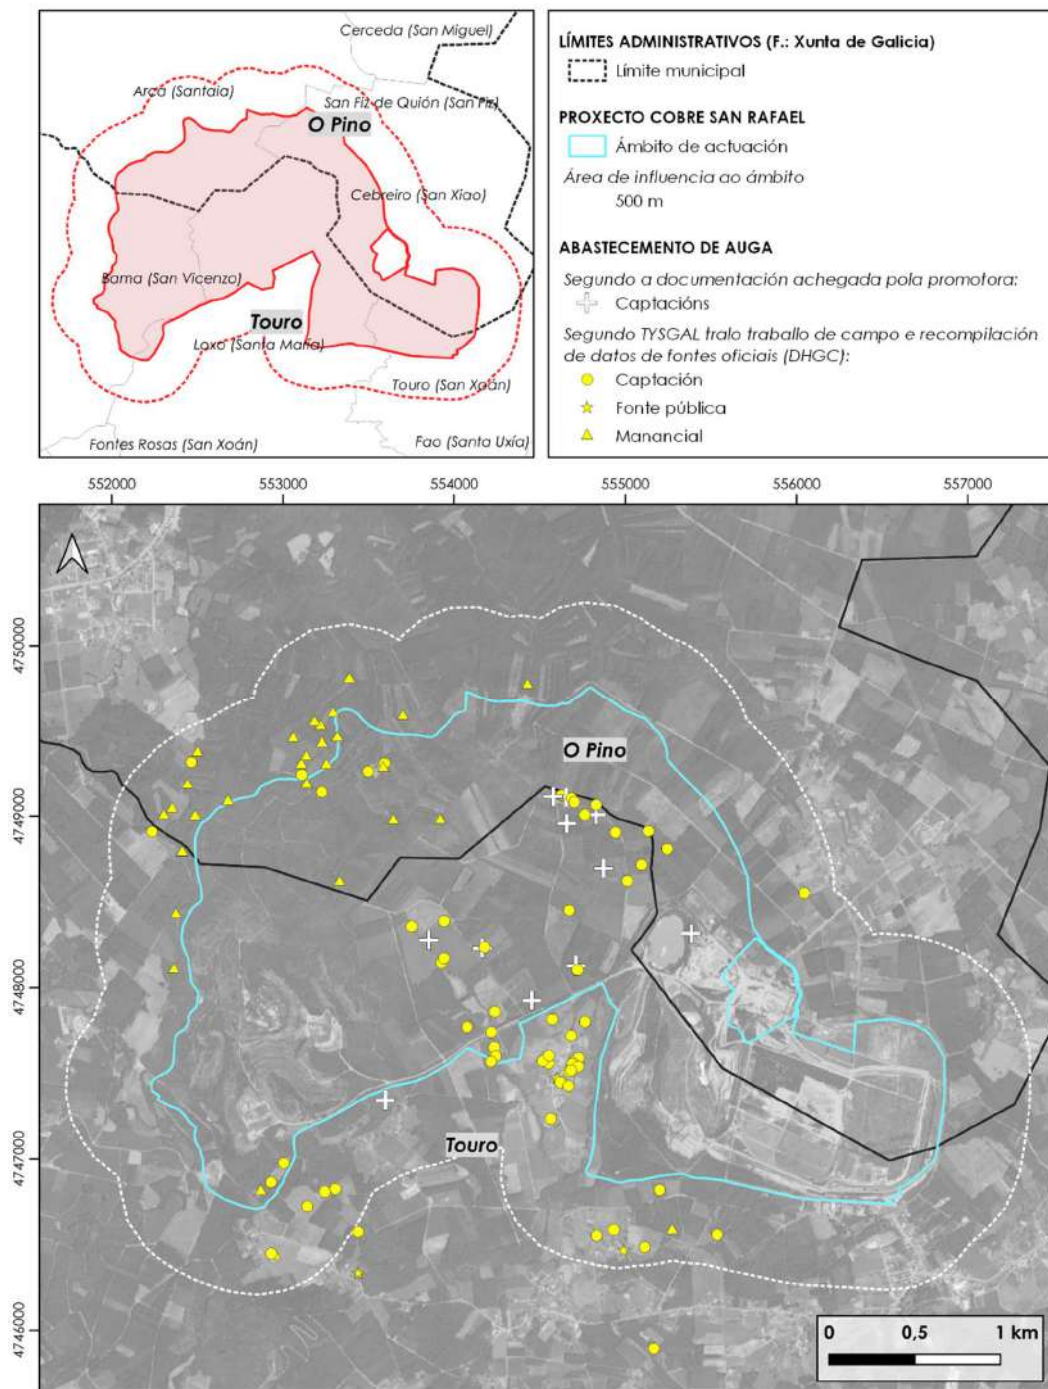 Cerceda (San Miguel)
Arca (Santaia)
San Fiz de Quión (San Fiz)
O Pino
Cebreiro (San Xiao)
Bama (San Vicenzo)
Touro
Loxo (Santa María)
Touro (San Xoán)
Fontes Rosas (San Xoán)
Fao (Santa Uxía)
LÍMITES ADMINISTRATIVOS (F.: Xunta de Galicia)
Límite municipal
PROXECTO COBRE SAN RAFAEL
Ámbito de actuación
Área de influencia ao ámbito
500 m
ABASTECEMENTO DE AUGA
Segundo a documentación achegada pola promotora:
Captacións
Segundo TYSGAL tralo traballo de campo e recompilación
de datos de fontes oficiais (DHGC):
Captación
Fonte pública
Manancial
552000 553000 554000 555000 556000 557000
4750000
4749000
4748000
4747000
4746000
O Pino
Touro
0 0,5 1 km